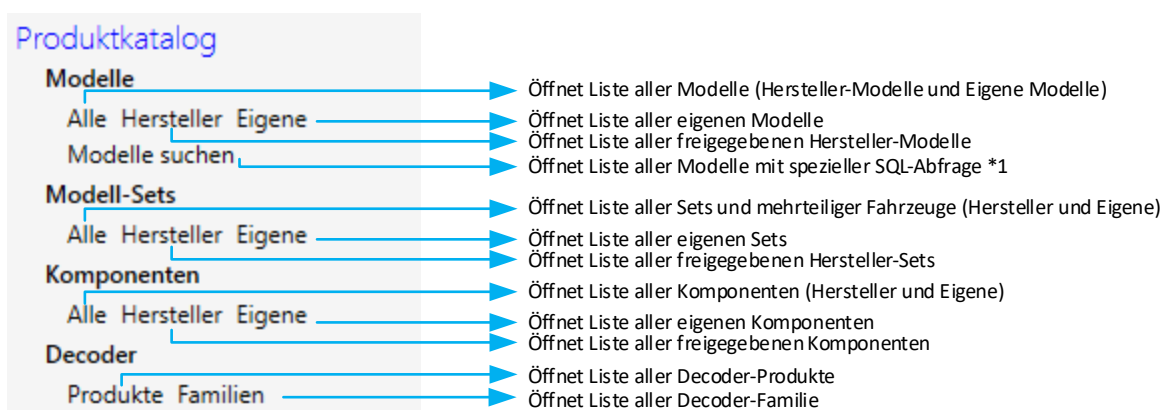 Produktkatalog
Modelle
Öffnet Liste aller Modelle (Hersteller-Modelle und Eigene Modelle)
Alle Hersteller Eigene
Öffnet Liste aller eigenen Modelle
Öffnet Liste aller freigegebenen Hersteller-Modelle
Modelle suchen
Öffnet Liste aller Modelle mit spezieller SQL-Abfrage *1
Modell-Sets
Öffnet Liste aller Sets und mehrteiliger Fahrzeuge (Hersteller und Eigene)
Alle Hersteller Eigene
Öffnet Liste aller eigenen Sets
Öffnet Liste aller freigegebenen Hersteller-Sets
Komponenten
Öffnet Liste aller Komponenten (Hersteller und Eigene)
Alle Hersteller Eigene
Öffnet Liste aller eigenen Komponenten
Öffnet Liste aller freigegebenen Komponenten
Decoder
Öffnet Liste aller Decoder-Produkte
Produkte Familien
Öffnet Liste aller Decoder-Familie